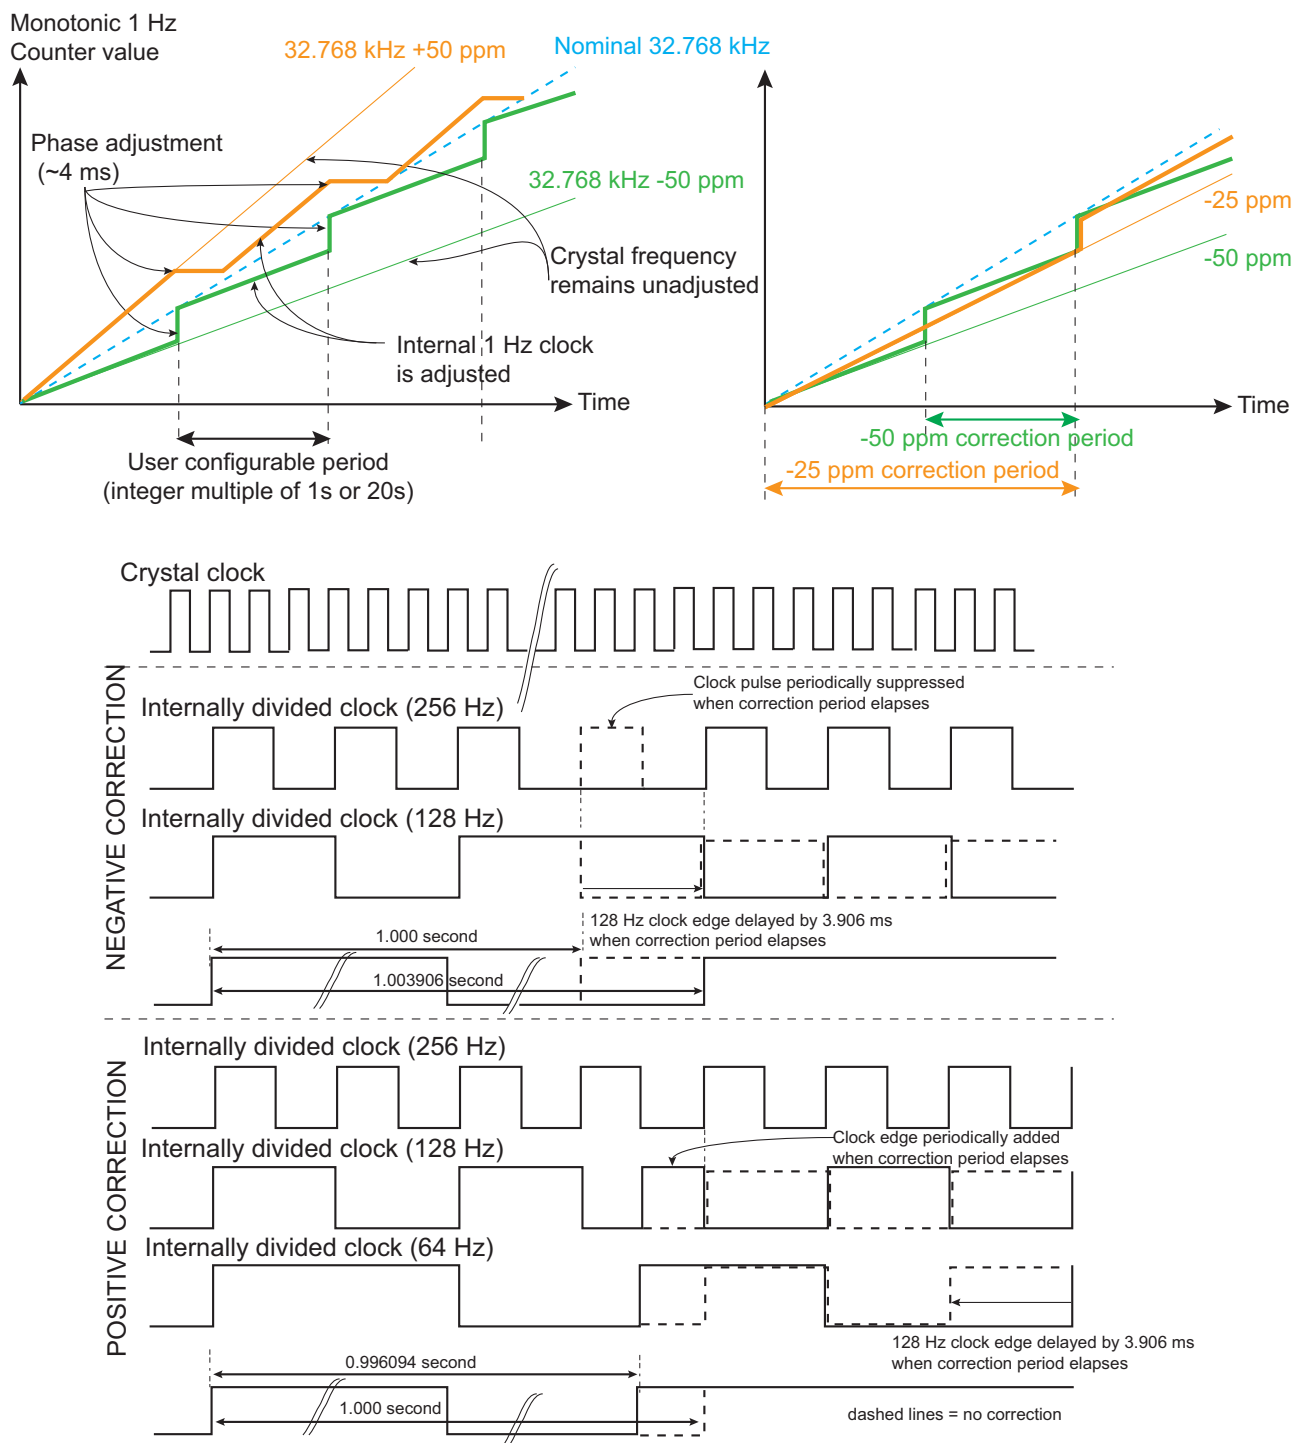 Monotonic 1 Hz
Counter value
32.768 kHz +50 ppm
Nominal 32.768 kHz
Phase adjustment
(~4 ms)
32.768 kHz -50 ppm
Crystal frequency
remains unadjusted
Internal 1 Hz clock
is adjusted
Time
User configurable period
(integer multiple of 1s or 20s)
-25 ppm
-50 ppm
Time
-50 ppm correction period
-25 ppm correction period
Crystal clock
NEGATIVE CORRECTION
Internally divided clock (256 Hz)
Clock pulse periodically suppressed
when correction period elapses
Internally divided clock (128 Hz)
128 Hz clock edge delayed by 3.906 ms
when correction period elapses
1.000 second
1.003906 second
POSITIVE CORRECTION
Internally divided clock (256 Hz)
Internally divided clock (128 Hz)
Clock edge periodically added
when correction period elapses
Internally divided clock (64 Hz)
128 Hz clock edge delayed by 3.906 ms
when correction period elapses
0.996094 second
1.000 second
dashed lines = no correction